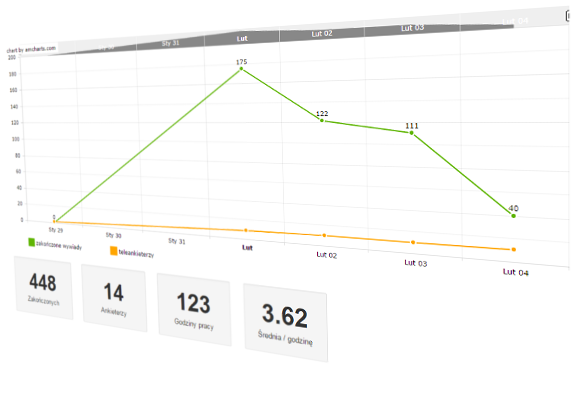 chart by amcharts.com
Sty 31 Lut Lut 02 Lut 03 Lut 04
200
180
160
140
120
100
80
60
40
20
0
0 175 122 111 40
Sty 29 Sty 30 Sty 31 Lut Lut 02 Lut 03 Lut 04
zakończone wywiady teleankieterzy
448 14 123 3.62
Zakończonych Ankieterzy Godziny pracy Średnia / godzinę